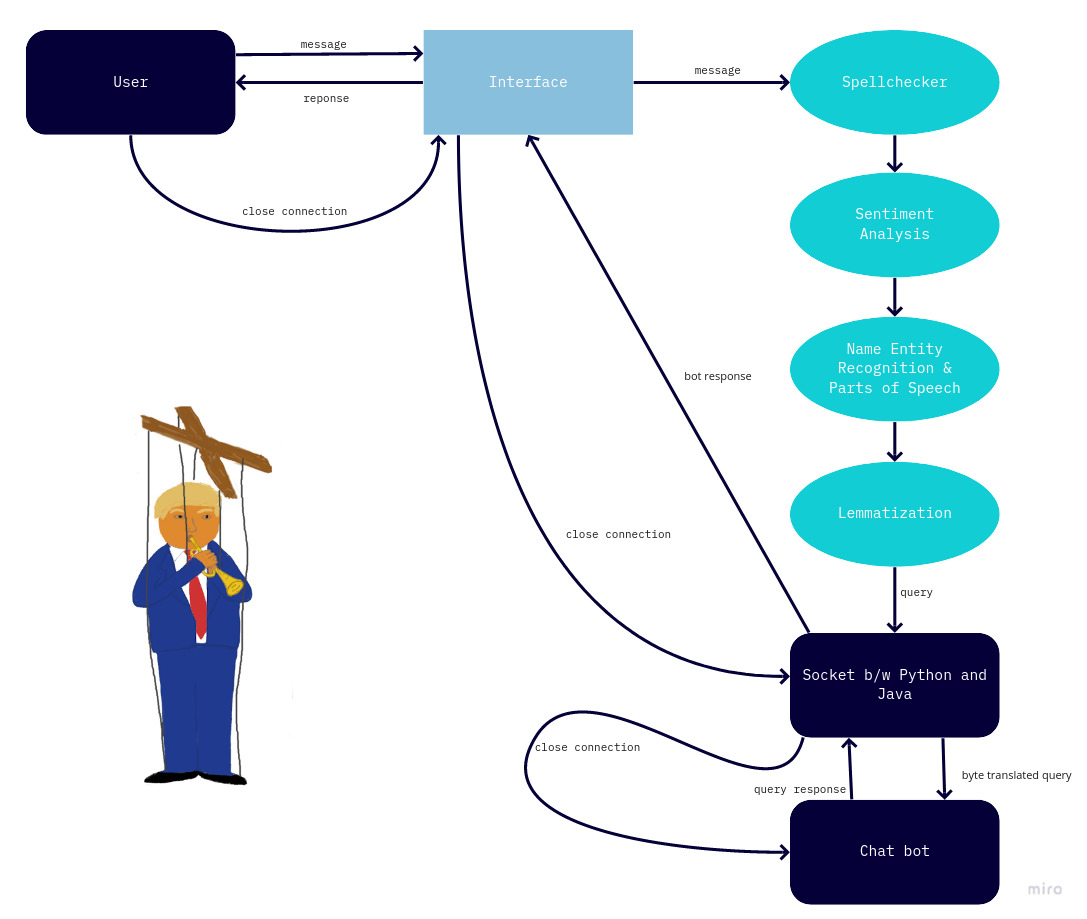 message
User
Interface
message
Spellchecker
reponse
close connection
Sentiment
Analysis
Name Entity
Recognition &
Parts of Speech
bot response
Lemmatization
close connection
query
Socket b/w Python and
Java
close connection
query response
byte translated query
Chat bot
miro